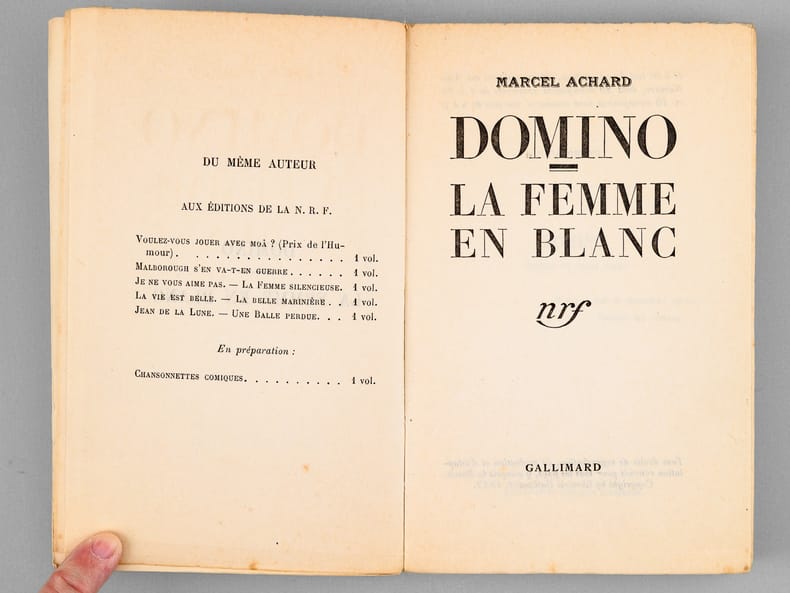 DU MÊME AUTEUR
AUX ÉDITIONS DE LA N. R. F.
VOULEZ-VOUS JOUER AVEC MOÂ ? (Prix de l'Hu-
mour). . . . . . . . . . . . . . . . . 1 vol.
MALBOROUGH S'EN VA-T-EN GUERRE . . . . . . 1 vol.
JE NE VOUS AIME PAS. — LA FEMME SILENCIEUSE. 1 vol.
LA VIE EST BELLE. — LA BELLE MARINIÈRE . . 1 vol.
JEAN DE LA LUNE. — UNE BALLE PERDUE. . . 1 vol.
En préparation :
CHANSONNETTES COMIQUES. . . . . . . . . . 1 vol.
MARCEL ACHARD
DOMINO
LA FEMME
EN BLANC
nrf
GALLIMARD